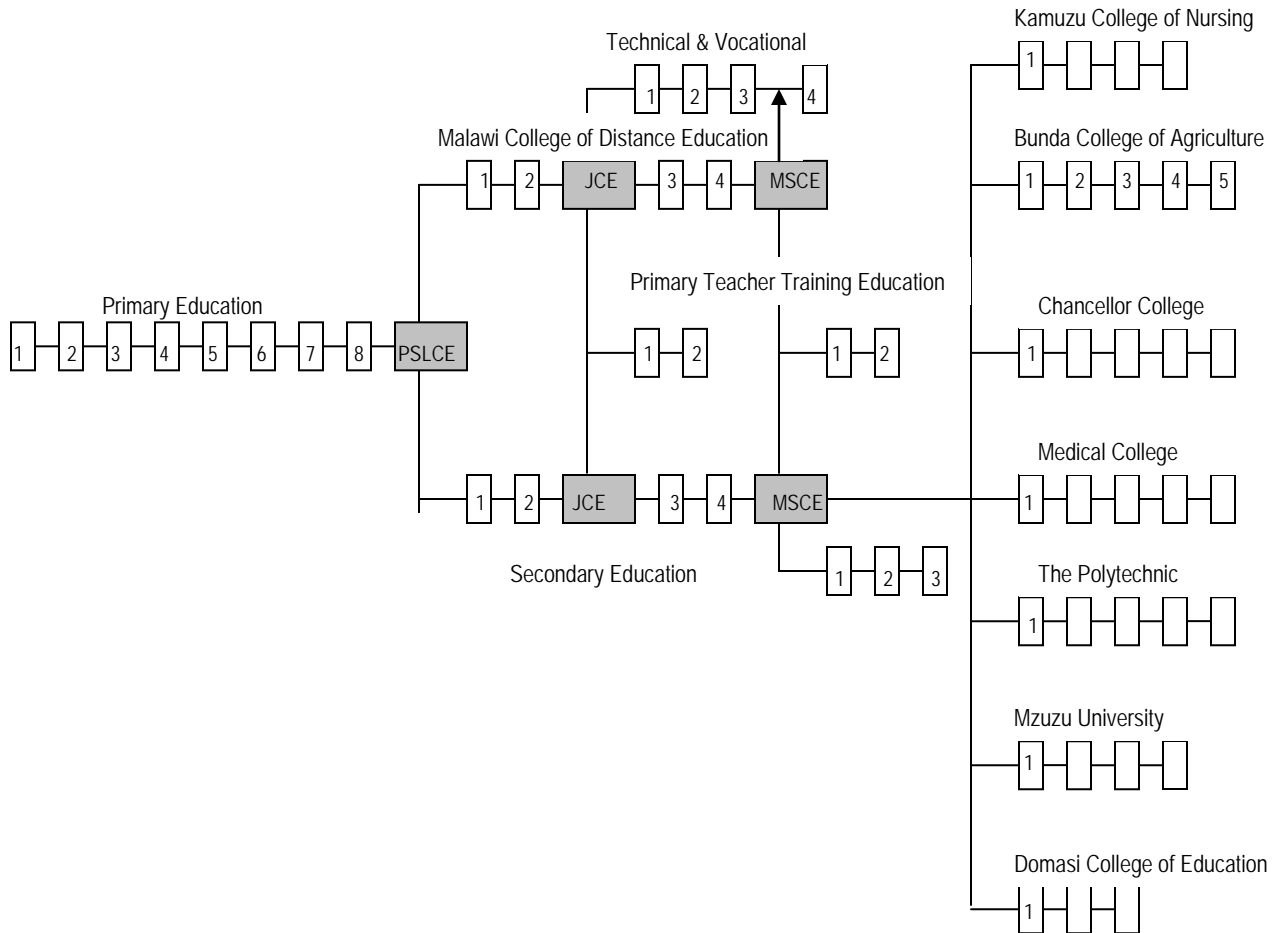 Kamuzu College of Nursing
1
Technical & Vocational
1 2 3 4
Malawi College of Distance Education
Bunda College of Agriculture
1 2 JCE 3 4 MSCE
1 2 3 4 5
Primary Teacher Training Education
Primary Education
Chancellor College
1 2 3 4 5 6 7 8 PSLCE
1 2
1 2
1
Medical College
1 2 JCE 3 4 MSCE
1
Secondary Education
1 2 3
The Polytechnic
1
Mzuzu University
1
Domasi College of Education
1